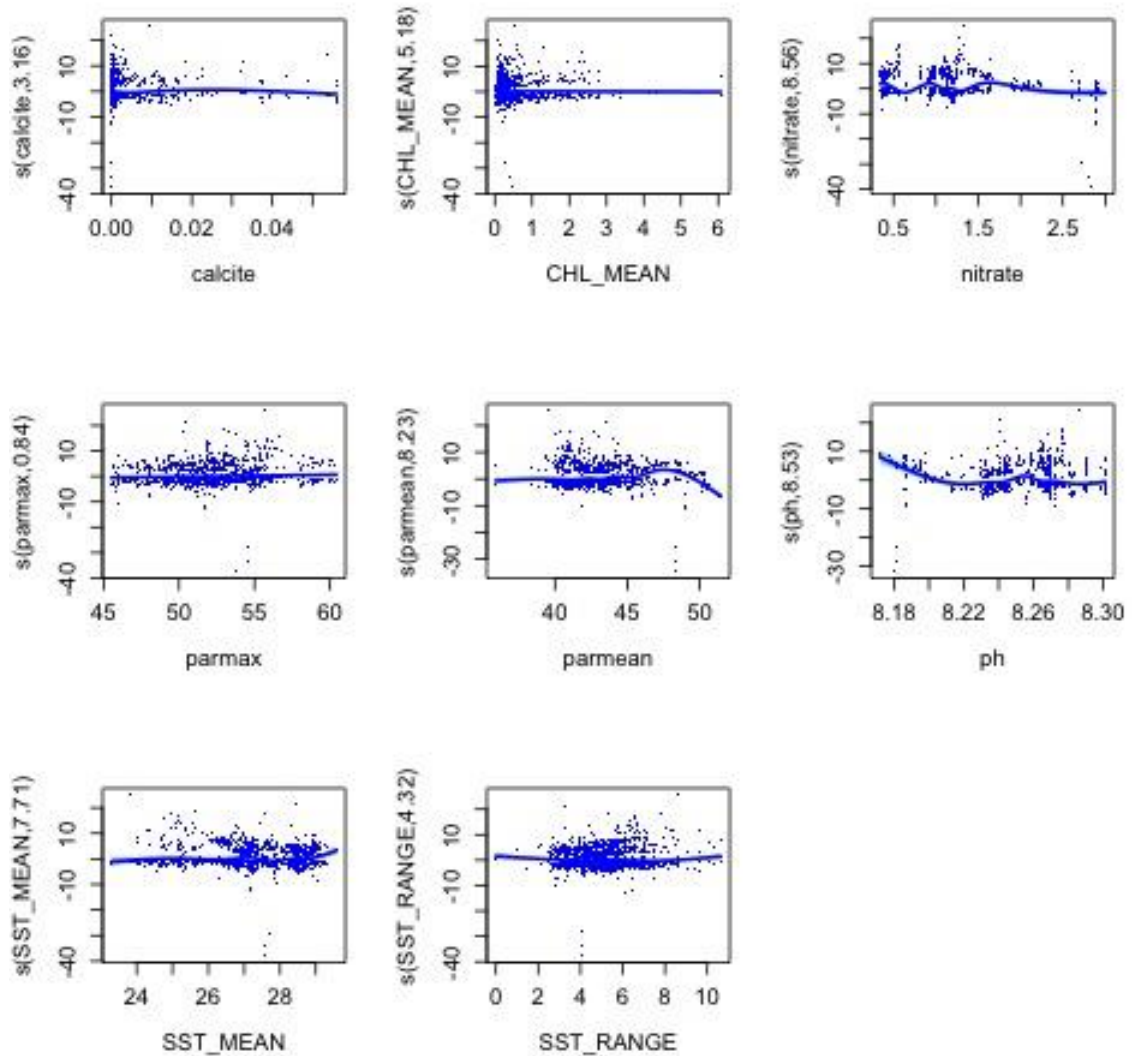 s(calcite,3.16)
10
-10
-40
0.00 0.02 0.04
calcite
s(CHL_MEAN,5.18)
10
-10
-40
0 1 2 3 4 5 6
CHL_MEAN
s(nitrate,8.56)
10
-10
-40
0.5 1.5 2.5
nitrate
s(parmax,0.84)
10
-10
-40
45 50 55 60
parmax
s(parmean,8.23)
10
-10
-30
40 45 50
parmean
s(ph,8.53)
10
-10
-30
8.18 8.22 8.26 8.30
ph
s(SST_MEAN,7.71)
10
-10
-40
24 26 28
SST_MEAN
s(SST_RANGE,4.32)
10
-10
-40
0 2 4 6 8 10
SST_RANGE